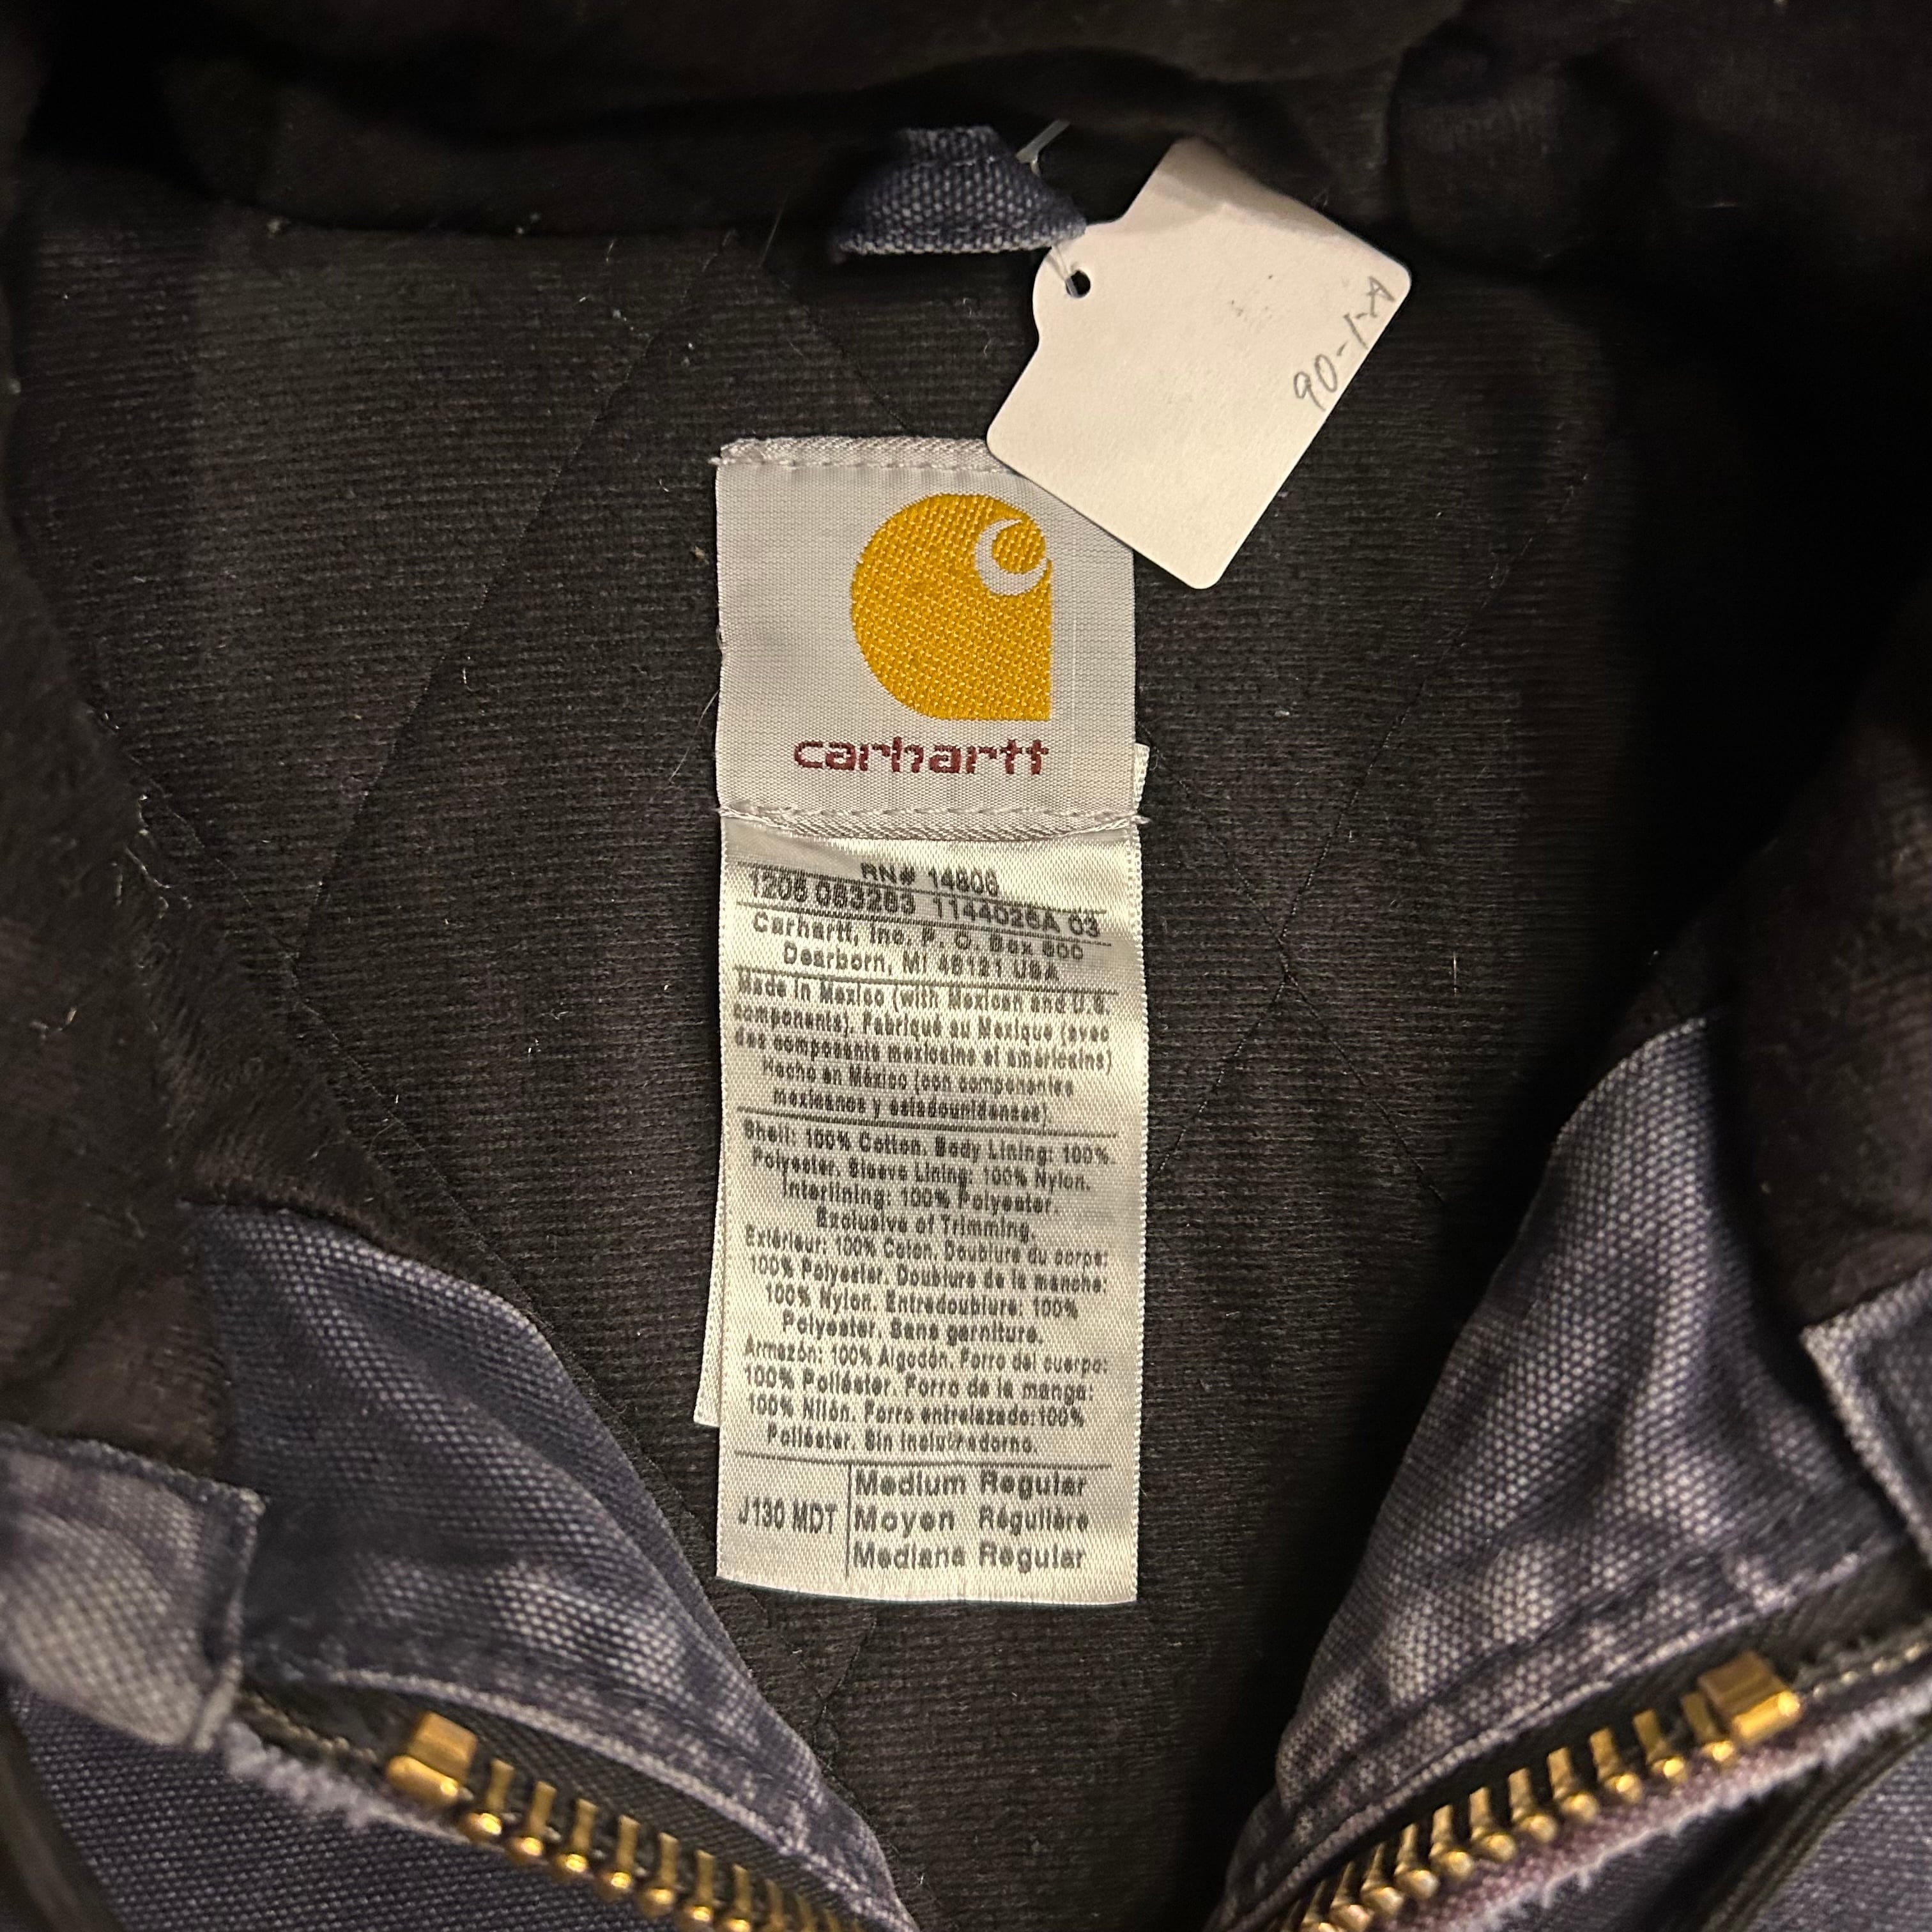 90-1-A
carhartt
RN# 14806
1206 083283 1144026A 03
Carhartt, Inc. P. O. Box 600
Dearborn, MI 48121 USA
Made in Mexico (with Mexican and U.S.
components). Fabriqué au Mexique (avec
des composants mexicains et américains)
Hecho en México (con componentes
mexicanos y estadounidenses).
Shell: 100% Cotton. Body Lining: 100%.
Polyester. Sleeve Lining: 100% Nylon.
Interlining: 100% Polyester.
Exclusive of Trimming.
Extérieur: 100% Coton. Doublure du corps:
100% Polyester. Doublure de la manche:
100% Nylon. Entredoublure: 100%
Polyester. Sans garniture.
Armazón: 100% Algodón. Forro del cuerpo:
100% Poliéster. Forro de la manga:
100% Nilón. Forro entrelazado:100%
Poliéster. Sin incluir adorno.
J130 MDT
Medium Regular
Moyen Régulière
Mediana Regular